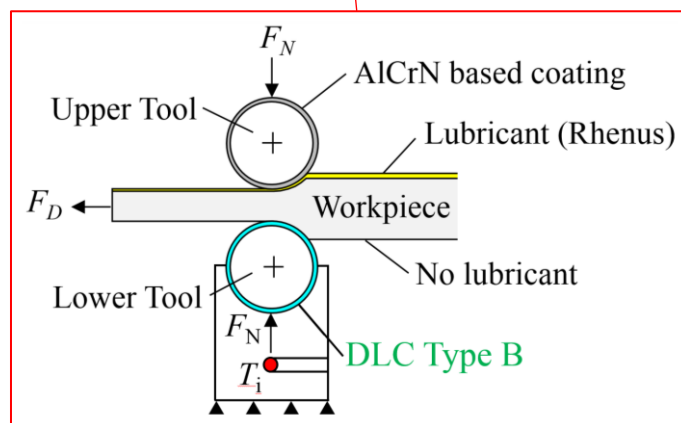 F_N
AlCrN based coating
Upper Tool
Lubricant (Rhenus)
F_D
Workpiece
No lubricant
Lower Tool
F_N
DLC Type B
T_i